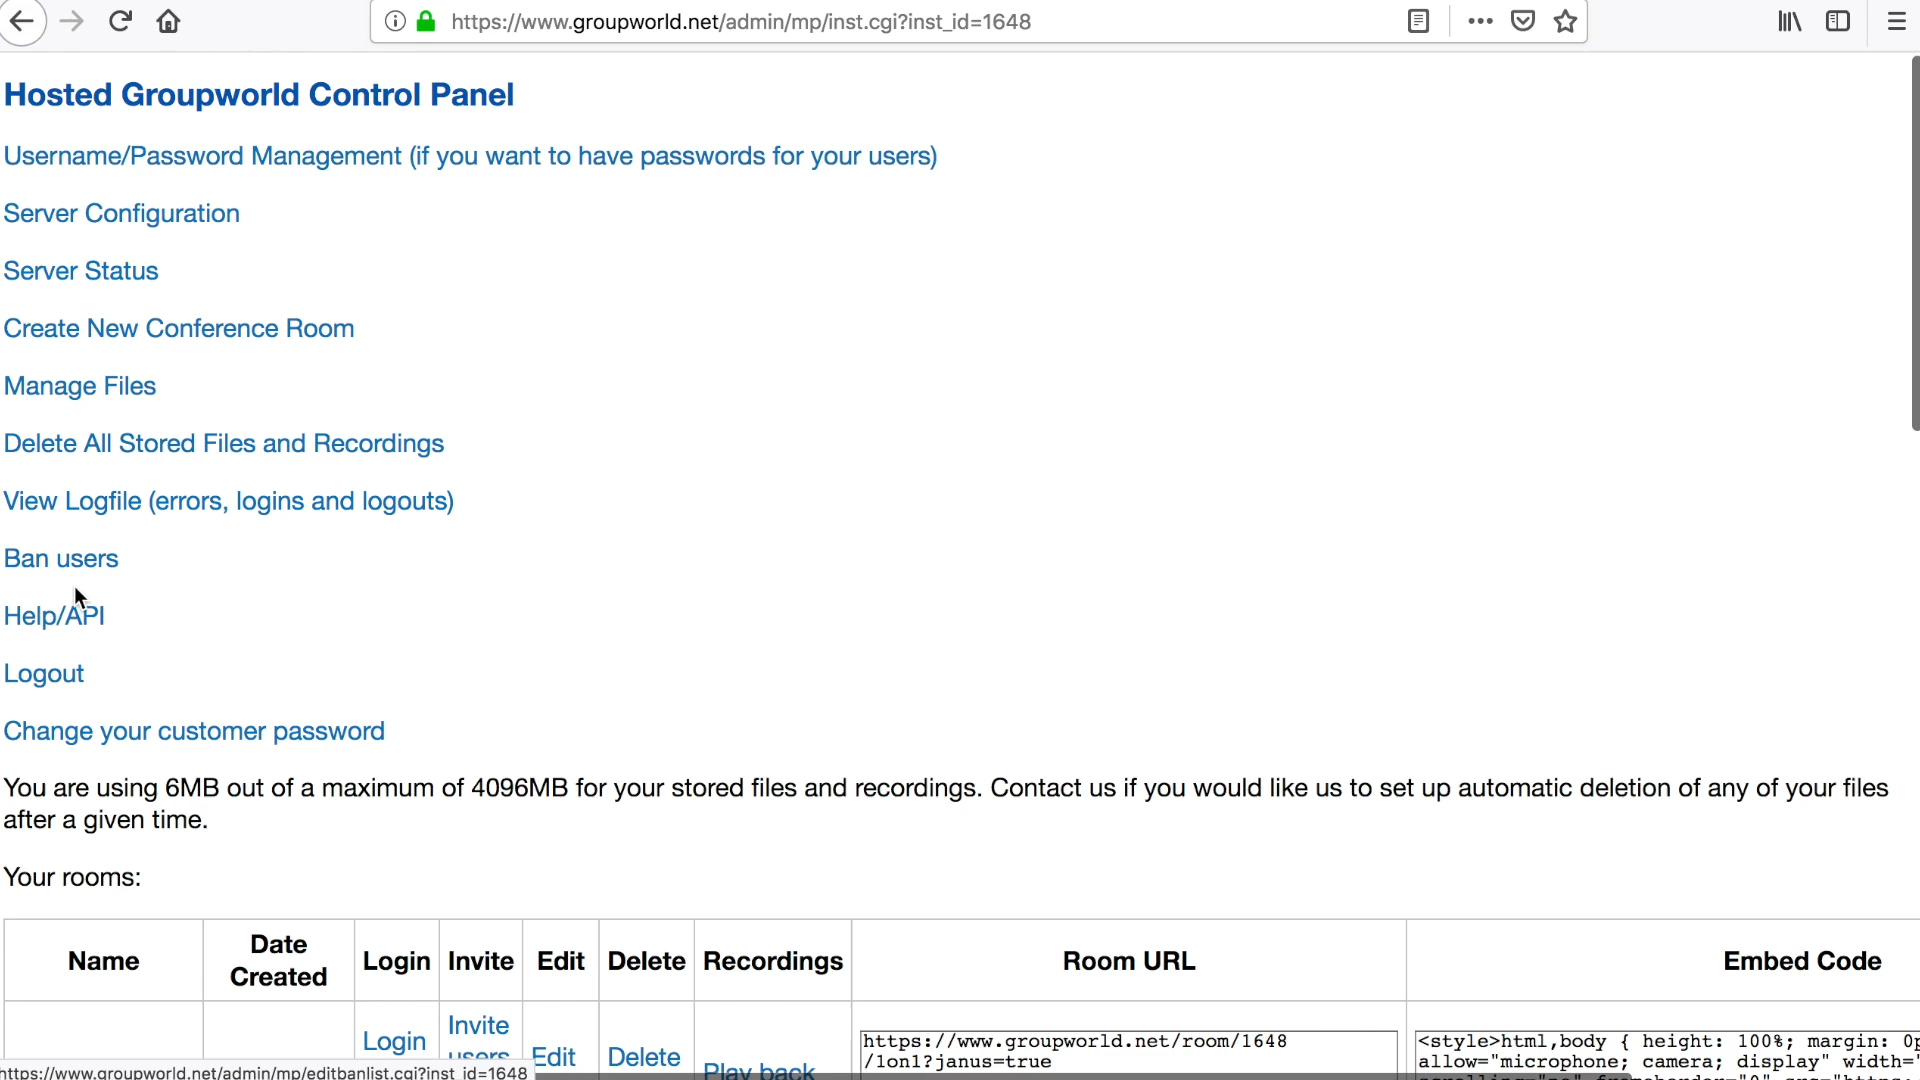 https://www.groupworld.net/admin/mp/inst.cgi?inst_id=1648
Hosted Groupworld Control Panel
Username/Password Management (if you want to have passwords for your users)
Server Configuration
Server Status
Create New Conference Room
Manage Files
Delete All Stored Files and Recordings
View Logfile (errors, logins and logouts)
Ban users
Help/API
Logout
Change your customer password
You are using 6MB out of a maximum of 4096MB for your stored files and recordings. Contact us if you would like us to set up automatic deletion of any of your files
after a given time.
Your rooms:
Name Date Created Login Invite Edit Delete Recordings Room URL Embed Code
Login Invite users Edit Delete Play back
https://www.groupworld.net/room/1648
/1on1?janus=true
<style>html,body { height: 100%; margin: 0p
allow="microphone; camera; display" width="
https://www.groupworld.net/admin/mp/editbanlist.cgi?inst_id=1648